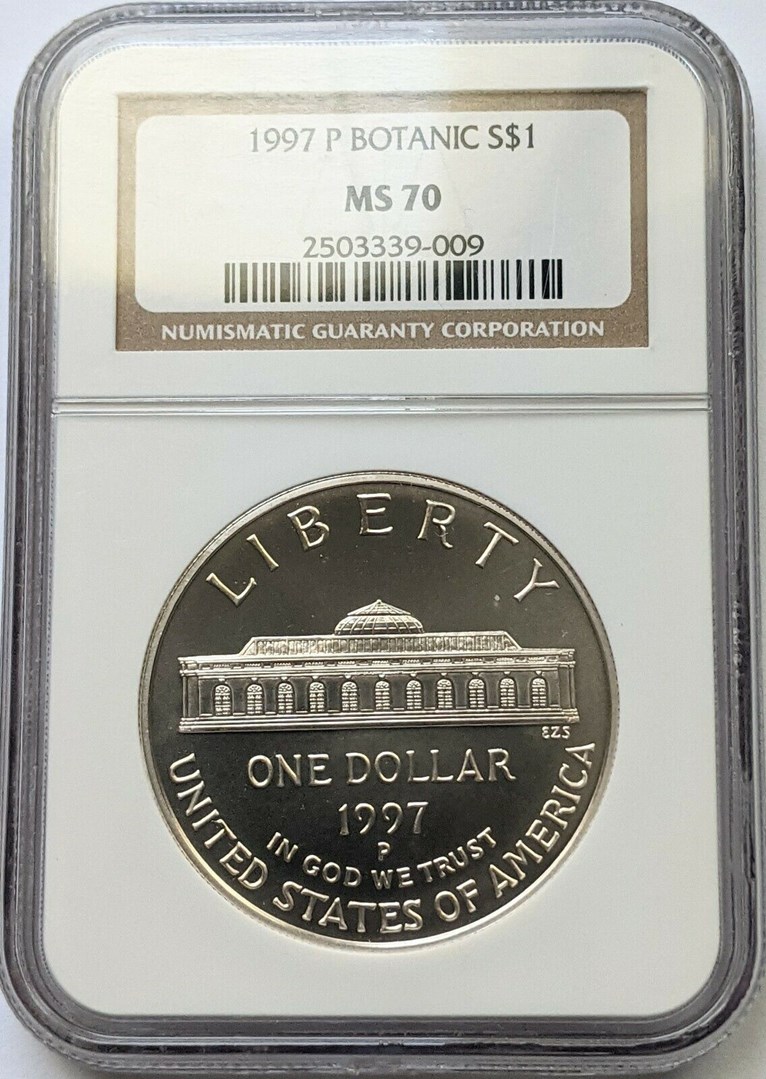 1997 P BOTANIC S$1
MS 70
2503339-009
NUMISMATIC GUARANTY CORPORATION
LIBERTY
EZS
ONE DOLLAR
1997
P
IN GOD WE TRUST
UNITED STATES OF AMERICA